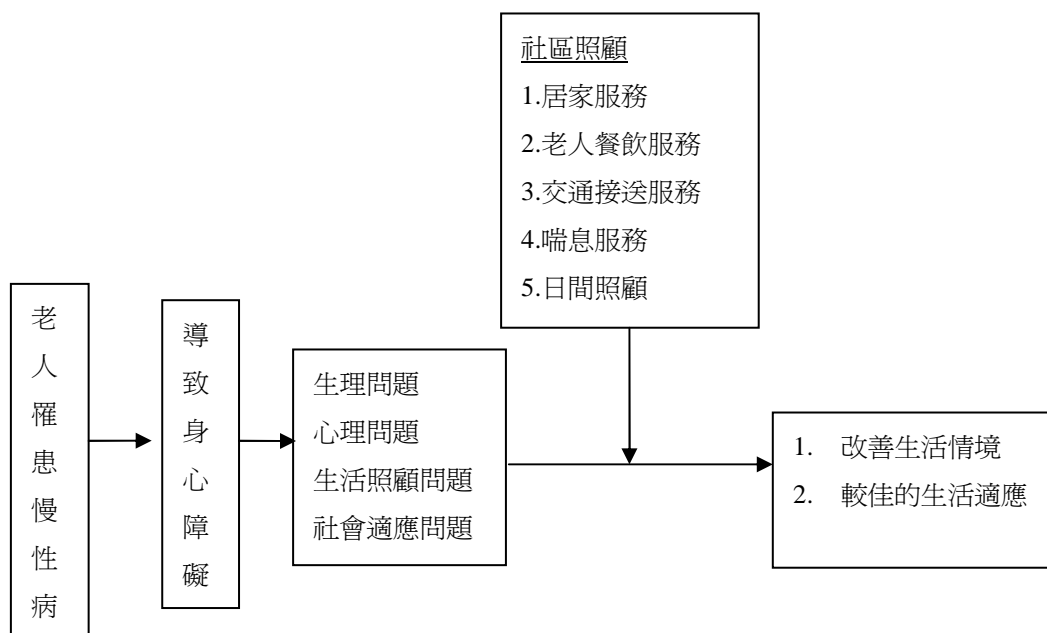 社區照顧
1.居家服務
2.老人餐飲服務
3.交通接送服務
4.喘息服務
5.日間照顧
老人罹患慢性病
導致身心障礙
生理問題
心理問題
生活照顧問題
社會適應問題
1. 改善生活情境
2. 較佳的生活適應